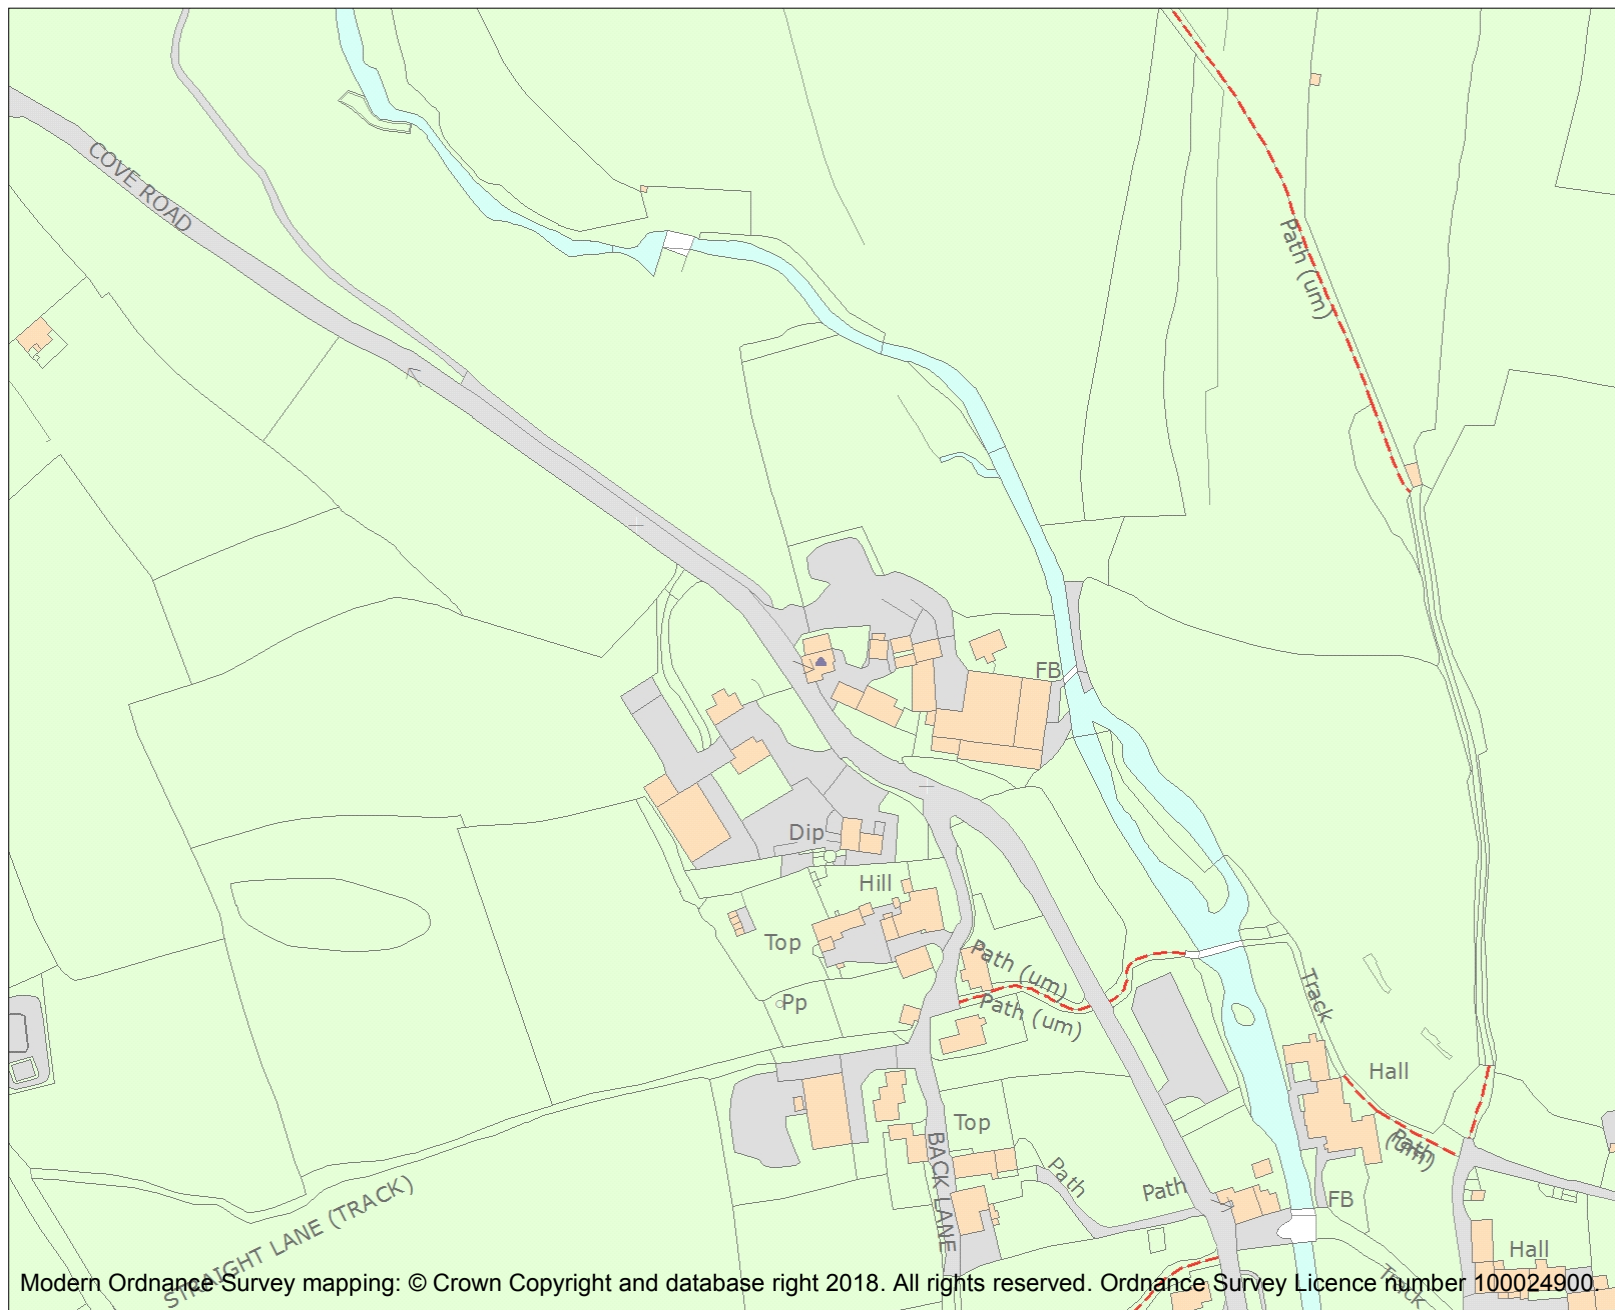 COVE ROAD
Path (um)
FB
Dip
Hill
Top
Path (um)
Pp
Path (um)
Track
Hall
Top
Path
(um)
BACK LANE
Path
Path
FB
STRAIGHT LANE (TRACK)
Hall
Track
Modern Ordnance Survey mapping: © Crown Copyright and database right 2018. All rights reserved. Ordnance Survey Licence number 100024900.